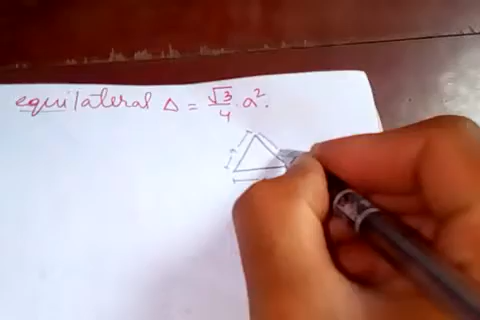 equilateral Δ = √3/4 · a².